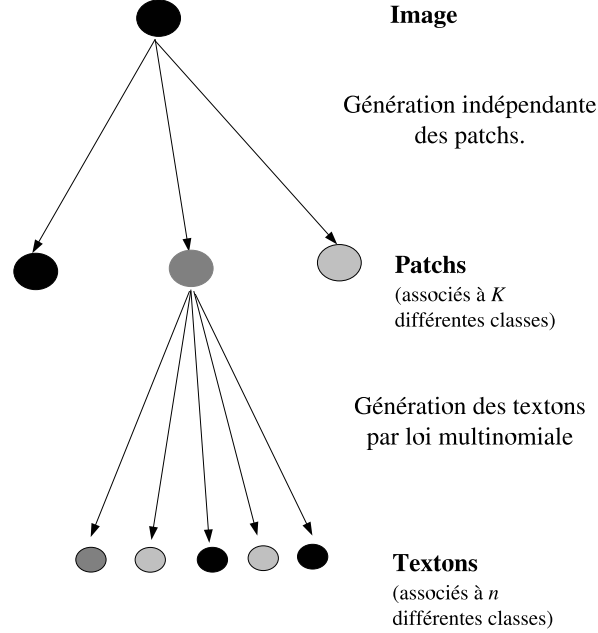 Image
Génération indépendante
des patchs.
Patchs
(associés à K
différentes classes)
Génération des textons
par loi multinomiale
Textons
(associés à n
différentes classes)